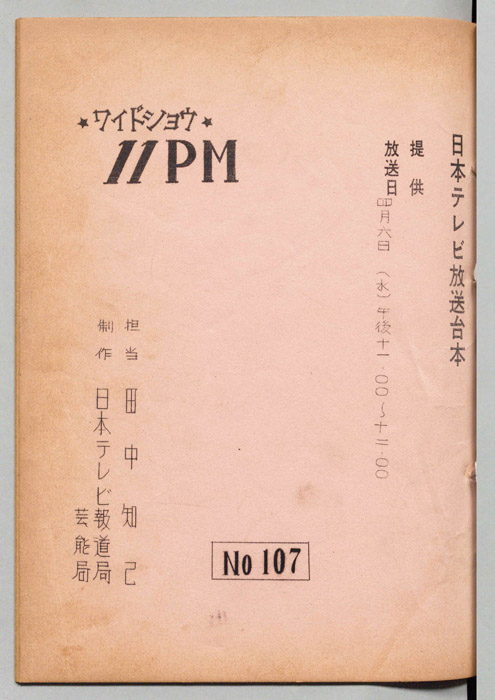 日本テレビ放送台本
提供
放送日 四月六日 (水) 午後十一.00〜十二.00
★ワイドショウ★
11PM
担当 田中知己
制作 日本テレビ報道局
芸能局
No 107